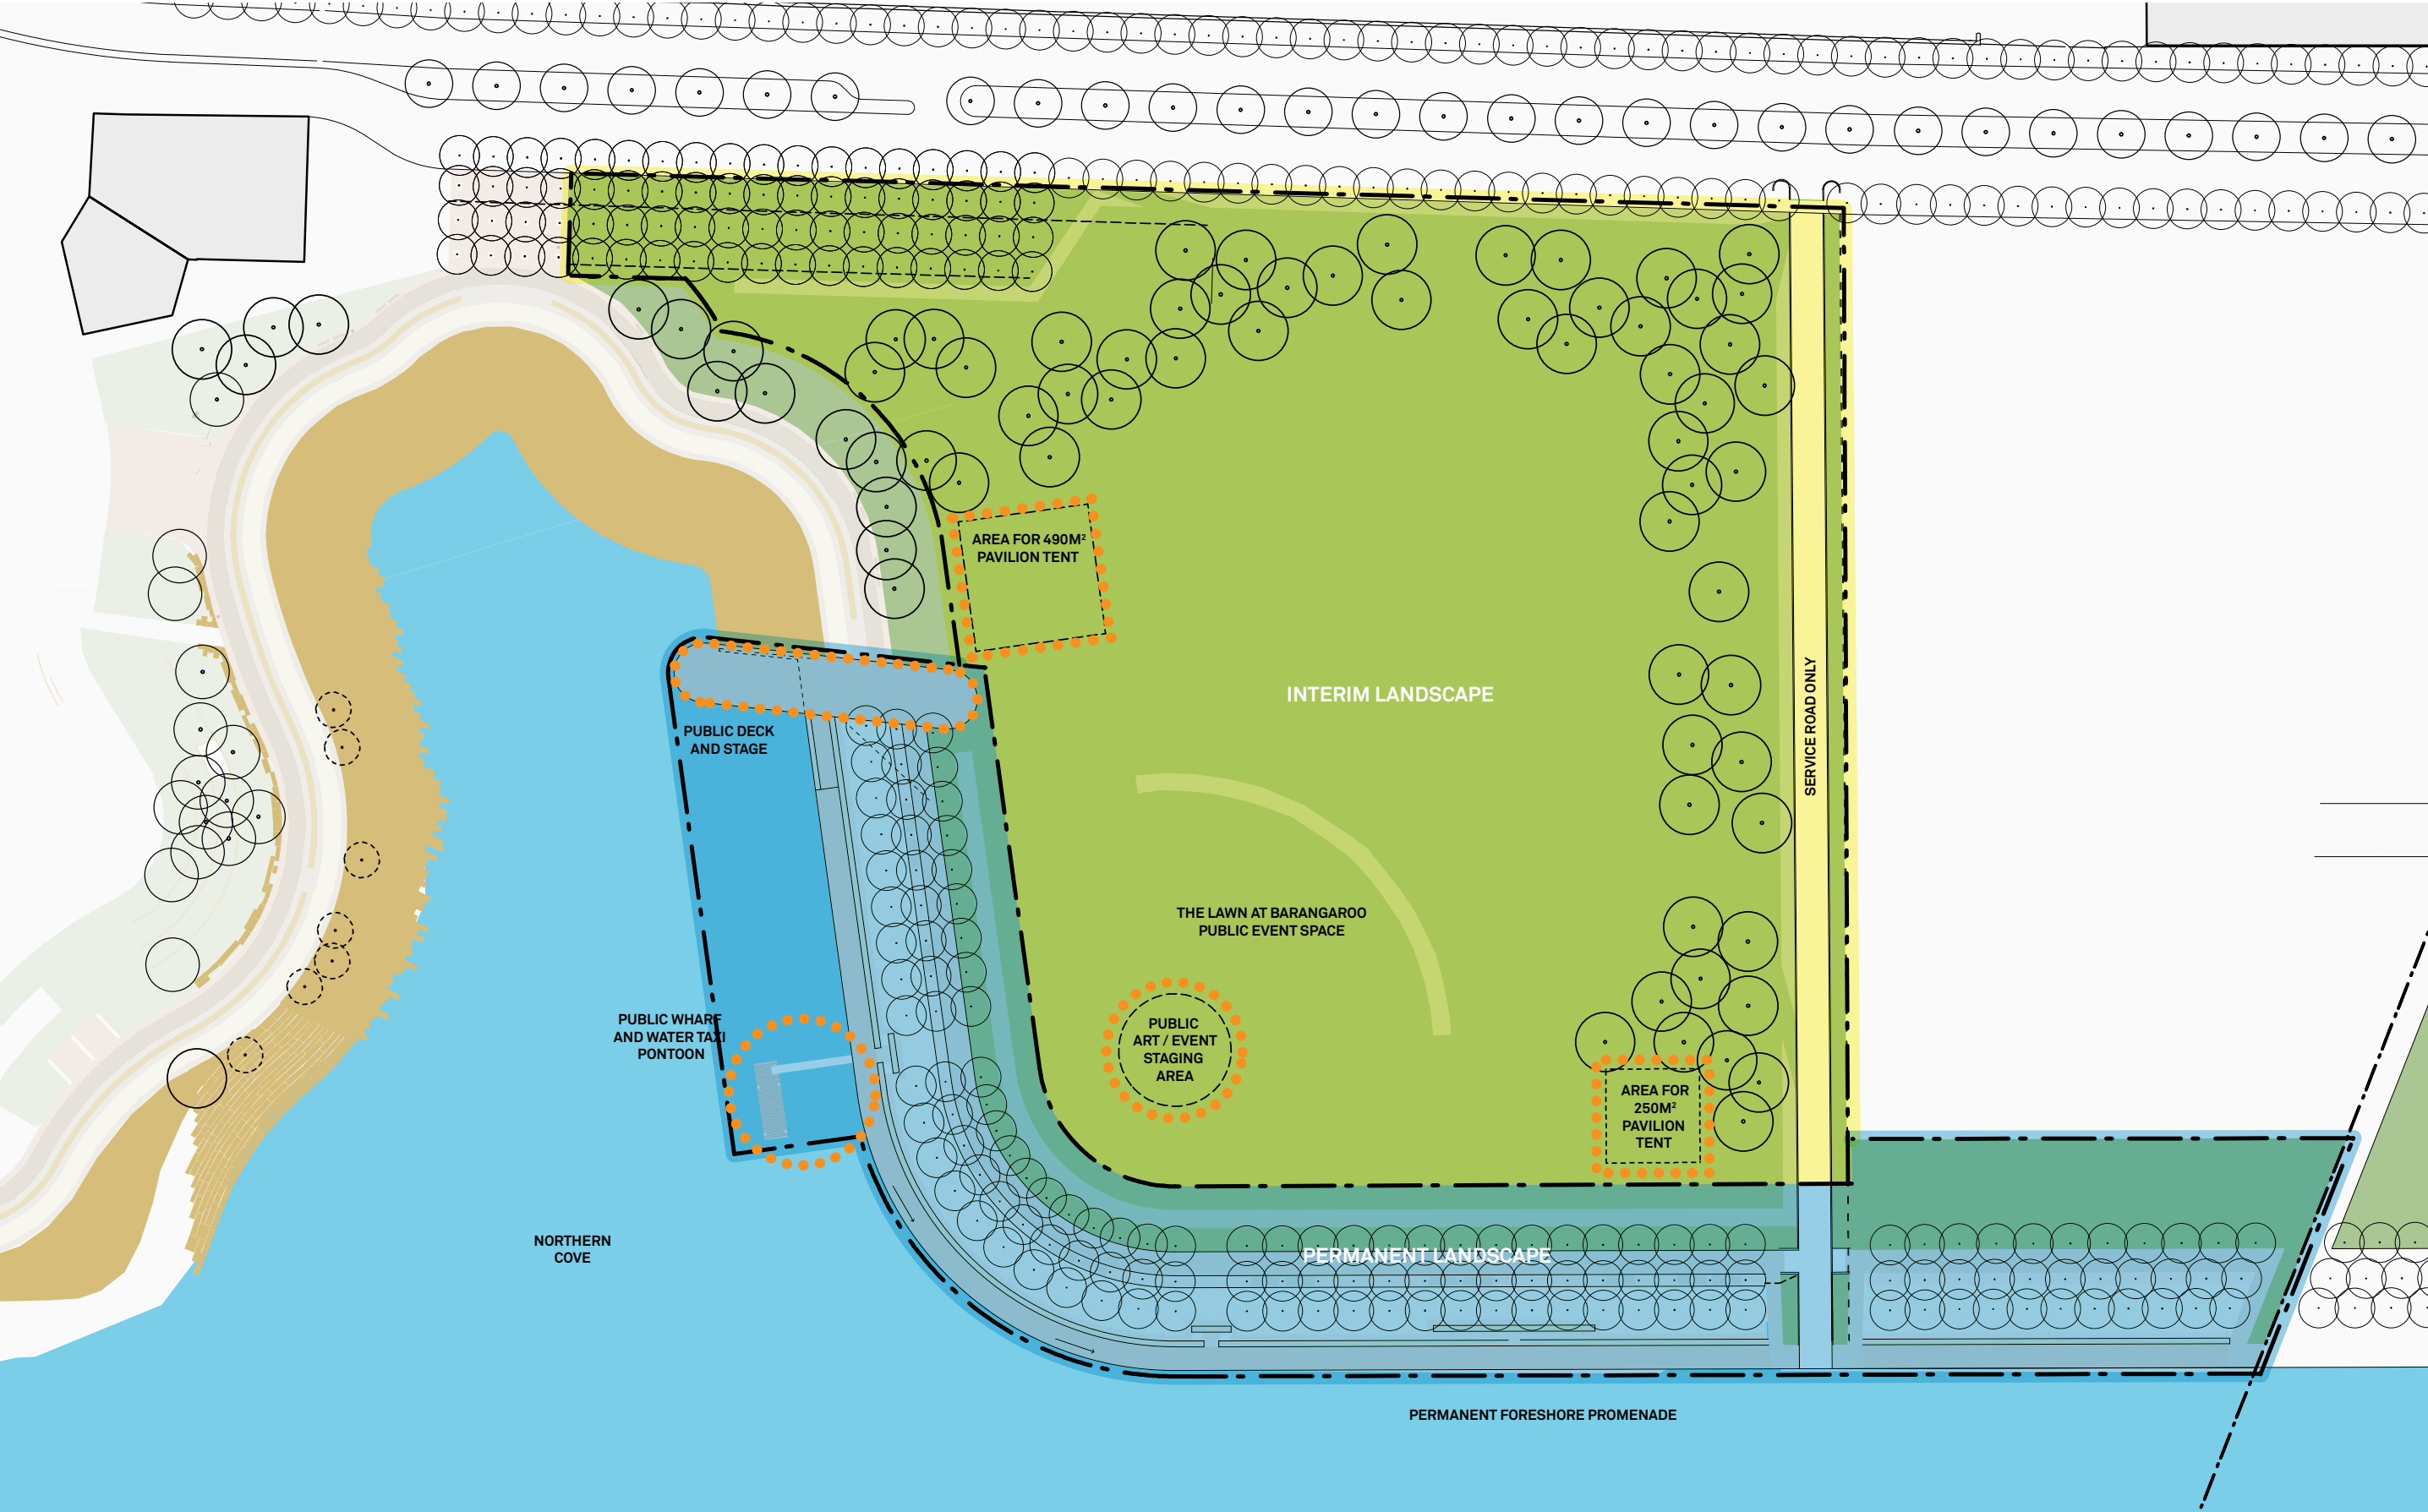 AREA FOR 490M²
PAVILION TENT
INTERIM LANDSCAPE
SERVICE ROAD ONLY
PUBLIC DECK
AND STAGE
THE LAWN AT BARANGAROO
PUBLIC EVENT SPACE
PUBLIC WHARF
AND WATER TAXI
PONTOON
PUBLIC
ART / EVENT
STAGING
AREA
AREA FOR
250M²
PAVILION
TENT
NORTHERN
COVE
PERMANENT LANDSCAPE
PERMANENT FORESHORE PROMENADE